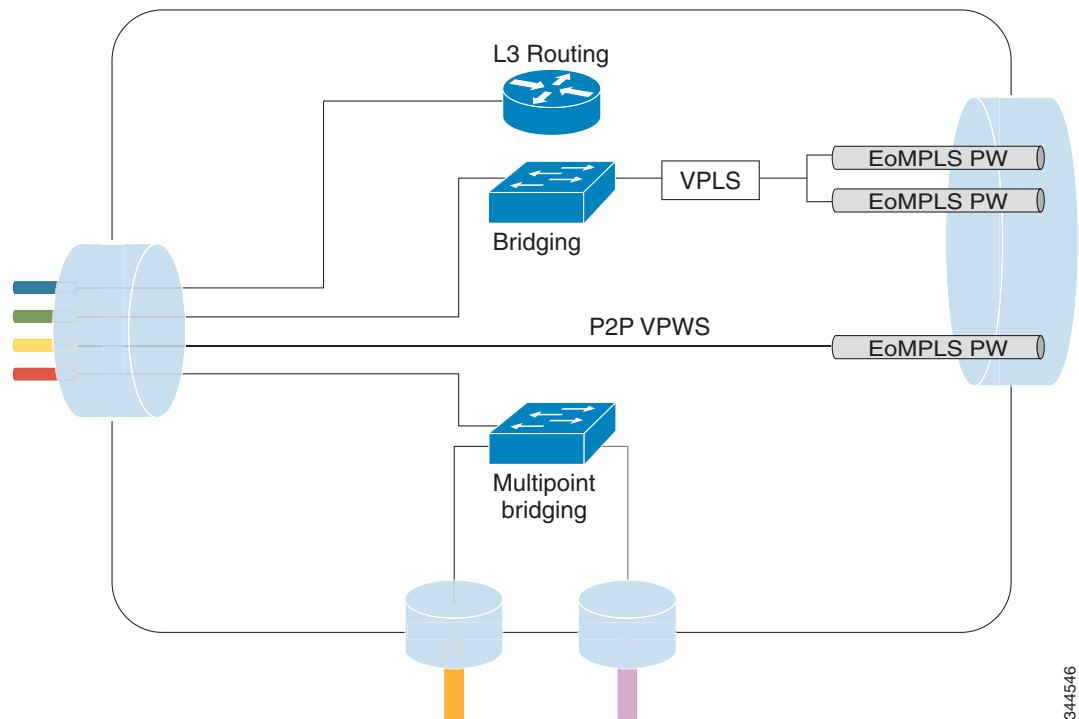 L3 Routing
EoMPLS PW
VPLS
EoMPLS PW
Bridging
P2P VPWS
EoMPLS PW
Multipoint
bridging
344546